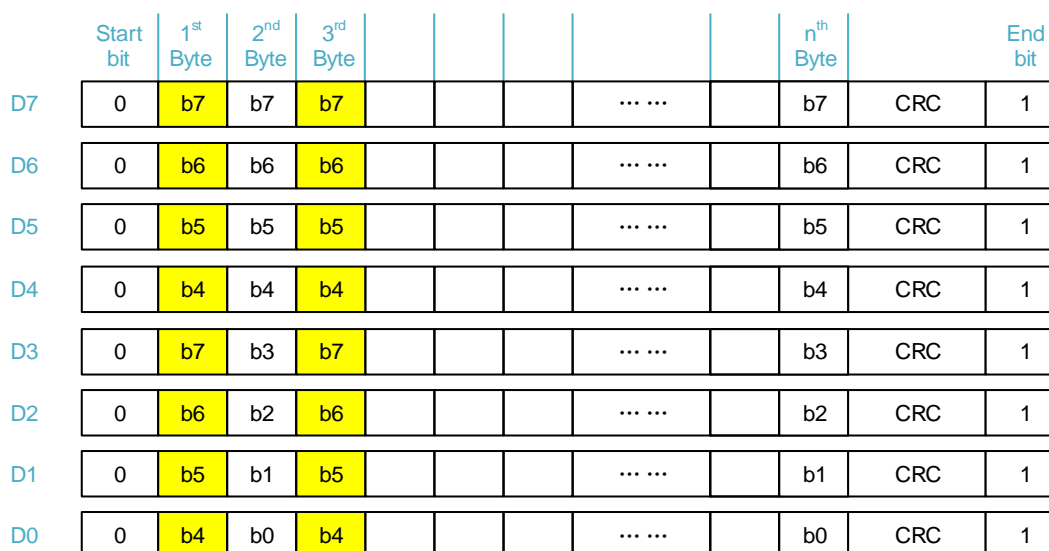 Start 1st 2nd 3rd nth End
bit Byte Byte Byte Byte bit
D7 0 b7 b7 b7 ... ... b7 CRC 1
D6 0 b6 b6 b6 ... ... b6 CRC 1
D5 0 b5 b5 b5 ... ... b5 CRC 1
D4 0 b4 b4 b4 ... ... b4 CRC 1
D3 0 b7 b3 b7 ... ... b3 CRC 1
D2 0 b6 b2 b6 ... ... b2 CRC 1
D1 0 b5 b1 b5 ... ... b1 CRC 1
D0 0 b4 b0 b4 ... ... b0 CRC 1